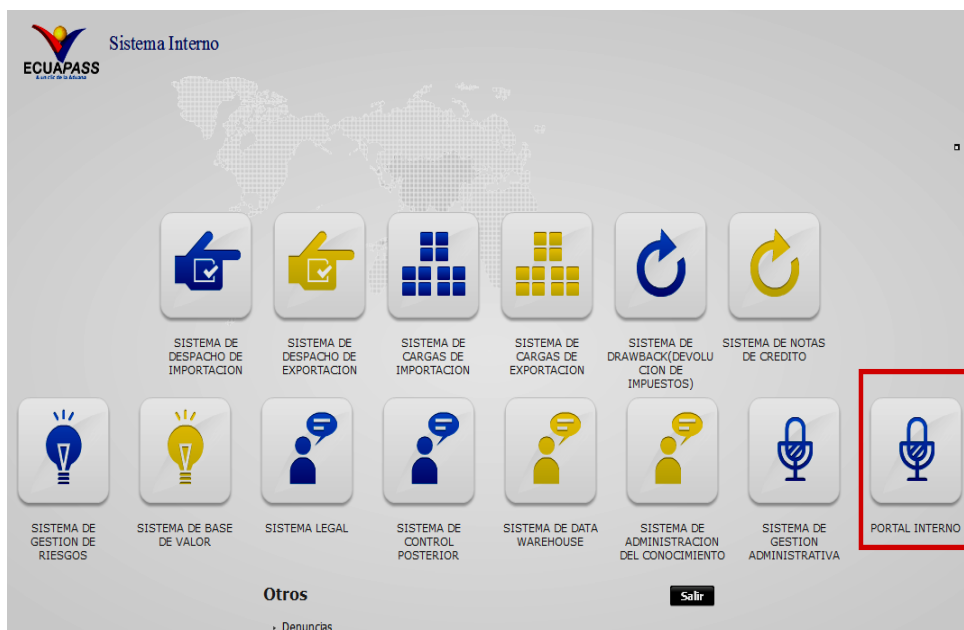 Sistema Interno
ECUAPASS
SISTEMA DE
DESPACHO DE
IMPORTACION
SISTEMA DE
DESPACHO DE
EXPORTACION
SISTEMA DE
CARGAS DE
IMPORTACION
SISTEMA DE
CARGAS DE
EXPORTACION
SISTEMA DE
DRAWBACK(DEVOLU
CION DE
IMPUESTOS)
SISTEMA DE NOTAS
DE CREDITO
SISTEMA DE
GESTION DE
RIESGOS
SISTEMA DE BASE
DE VALOR
SISTEMA LEGAL
SISTEMA DE
CONTROL
POSTERIOR
SISTEMA DE DATA
WAREHOUSE
SISTEMA DE
ADMINISTRACION
DEL CONOCIMIENTO
SISTEMA DE
GESTION
ADMINISTRATIVA
PORTAL INTERNO
Otros
Salir
Denuncias